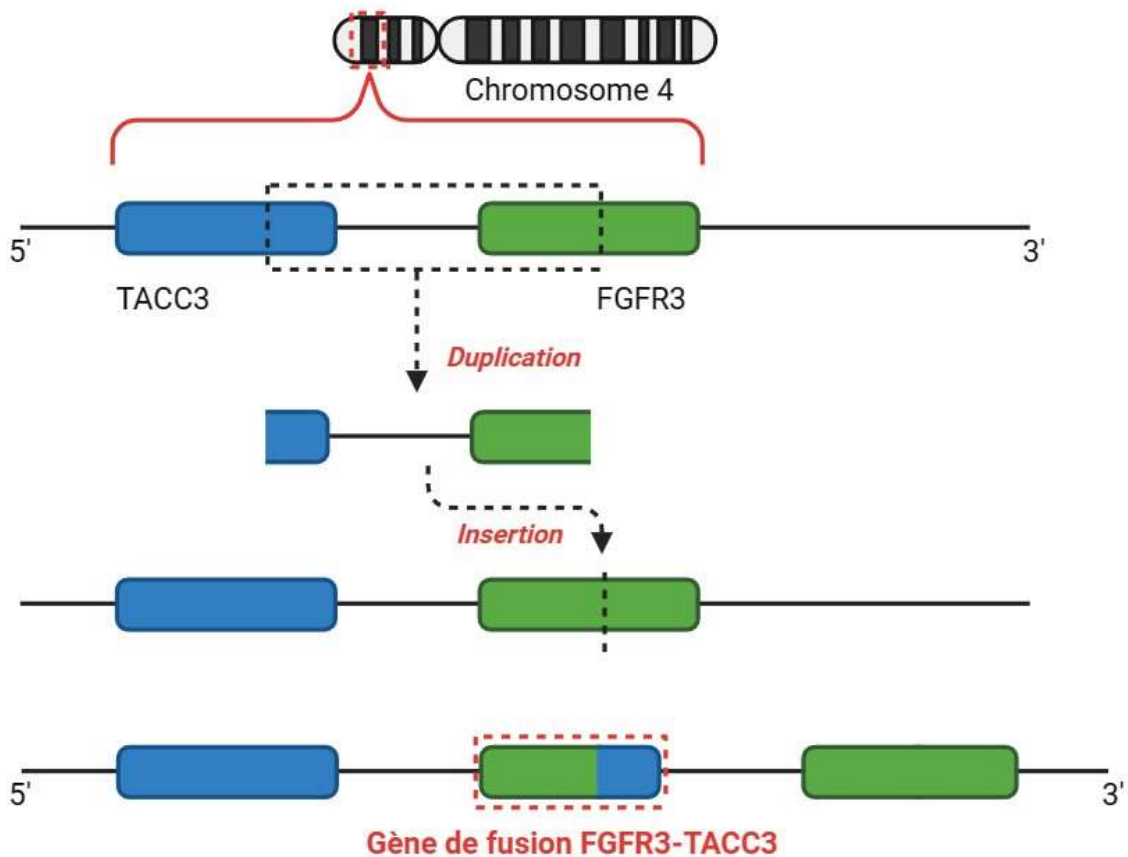 Chromosome 4
5'
3'
TACC3
FGFR3
Duplication
Insertion
5'
3'
Gène de fusion FGFR3-TACC3